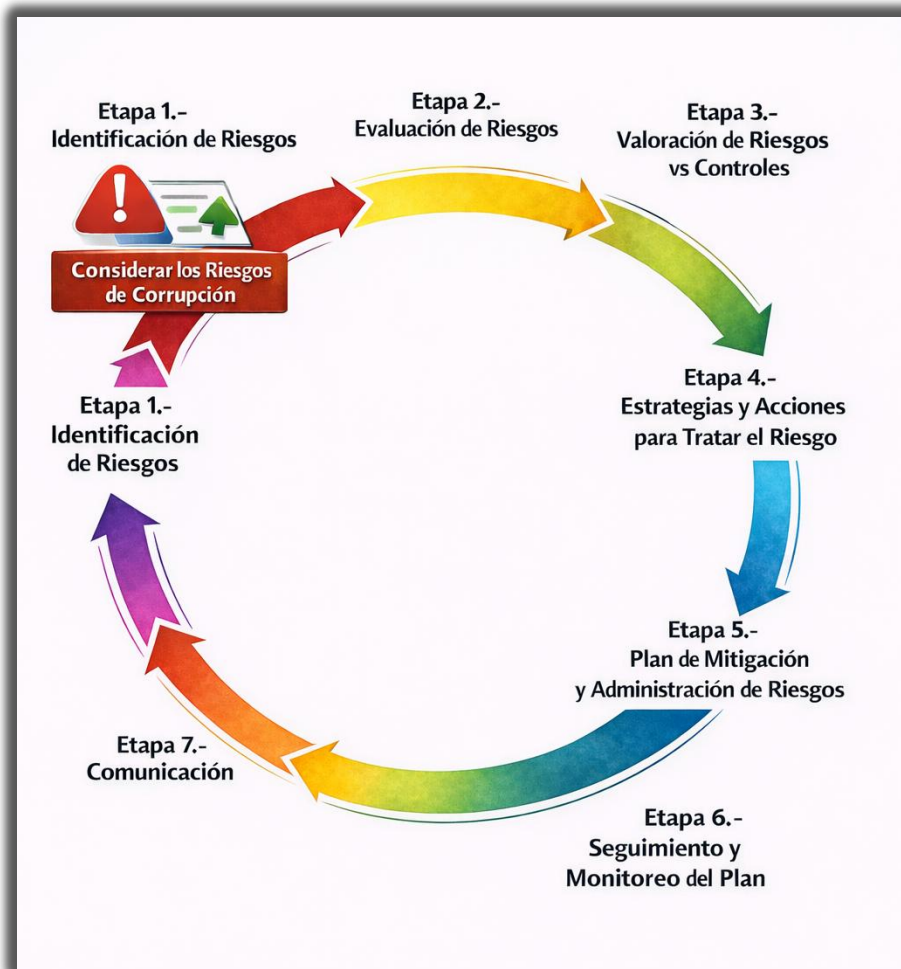 Etapa 1.-
Identificación de Riesgos
Considerar los Riesgos
de Corrupción
Etapa 2.-
Evaluación de Riesgos
Etapa 3.-
Valoración de Riesgos
vs Controles
Etapa 4.-
Estrategias y Acciones
para Tratar el Riesgo
Etapa 5.-
Plan de Mitigación
y Administración de Riesgos
Etapa 6.-
Seguimiento y
Monitoreo del Plan
Etapa 7.-
Comunicación
Etapa 1.-
Identificación
de Riesgos